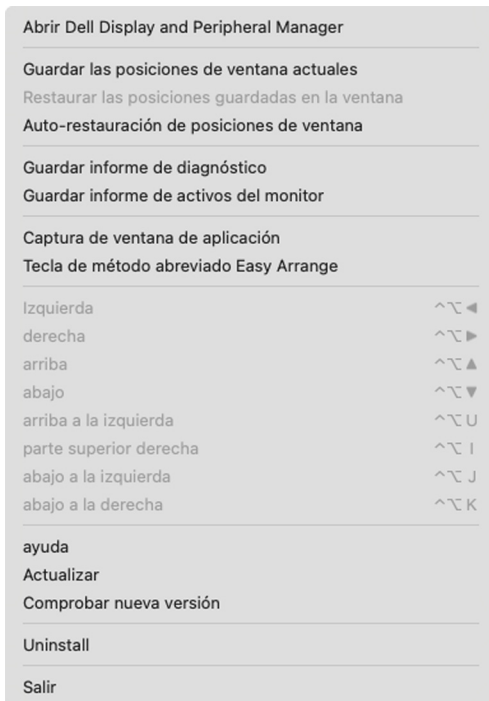 Abrir Dell Display and Peripheral Manager
Guardar las posiciones de ventana actuales
Restaurar las posiciones guardadas en la ventana
Auto-restauración de posiciones de ventana
Guardar informe de diagnóstico
Guardar informe de activos del monitor
Captura de ventana de aplicación
Tecla de método abreviado Easy Arrange
Izquierda ^⌥◀
derecha ^⌥▶
arriba ^⌥▲
abajo ^⌥▼
arriba a la izquierda ^⌥U
parte superior derecha ^⌥I
abajo a la izquierda ^⌥J
abajo a la derecha ^⌥K
ayuda
Actualizar
Comprobar nueva versión
Uninstall
Salir